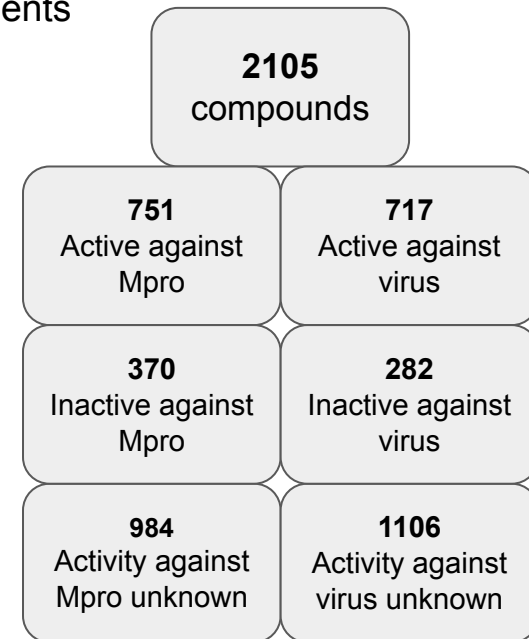 ents
2105
compounds
751
Active against
Mpro
717
Active against
virus
370
Inactive against
Mpro
282
Inactive against
virus
984
Activity against
Mpro unknown
1106
Activity against
virus unknown